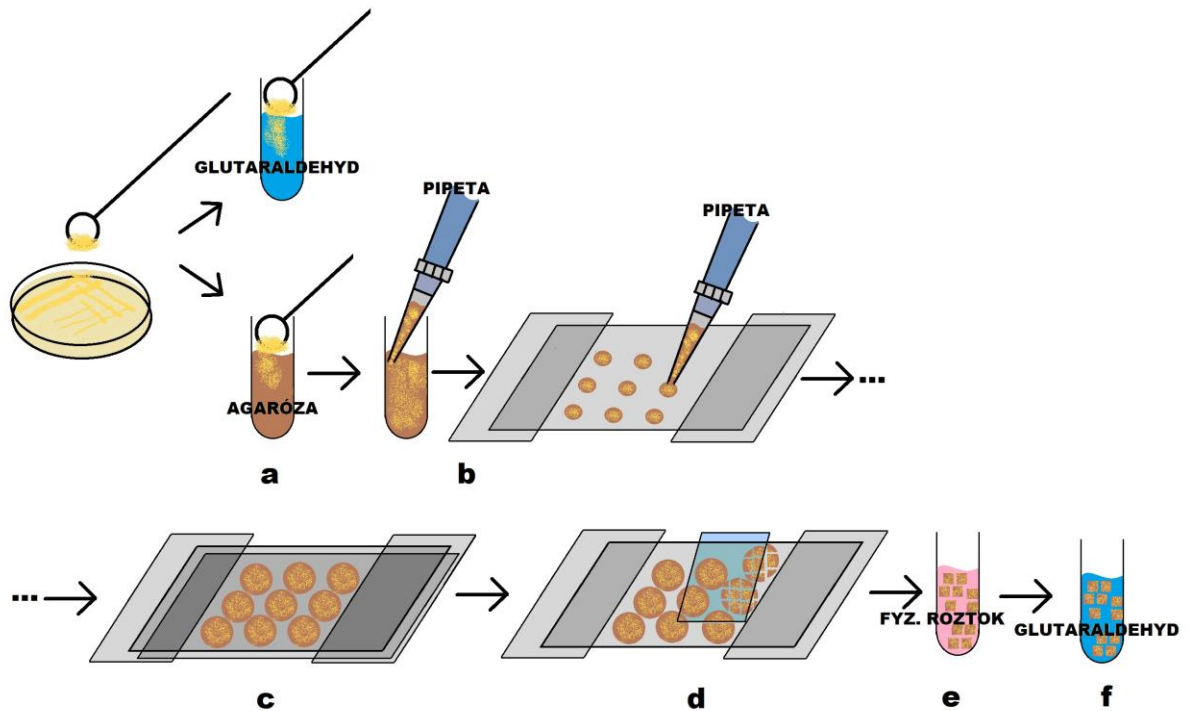 GLUTARALDEHYD
PIPETA
PIPETA
AGARÓZA
...
a
b
...
FYZ. ROZTOK
GLUTARALDEHYD
c
d
e
f